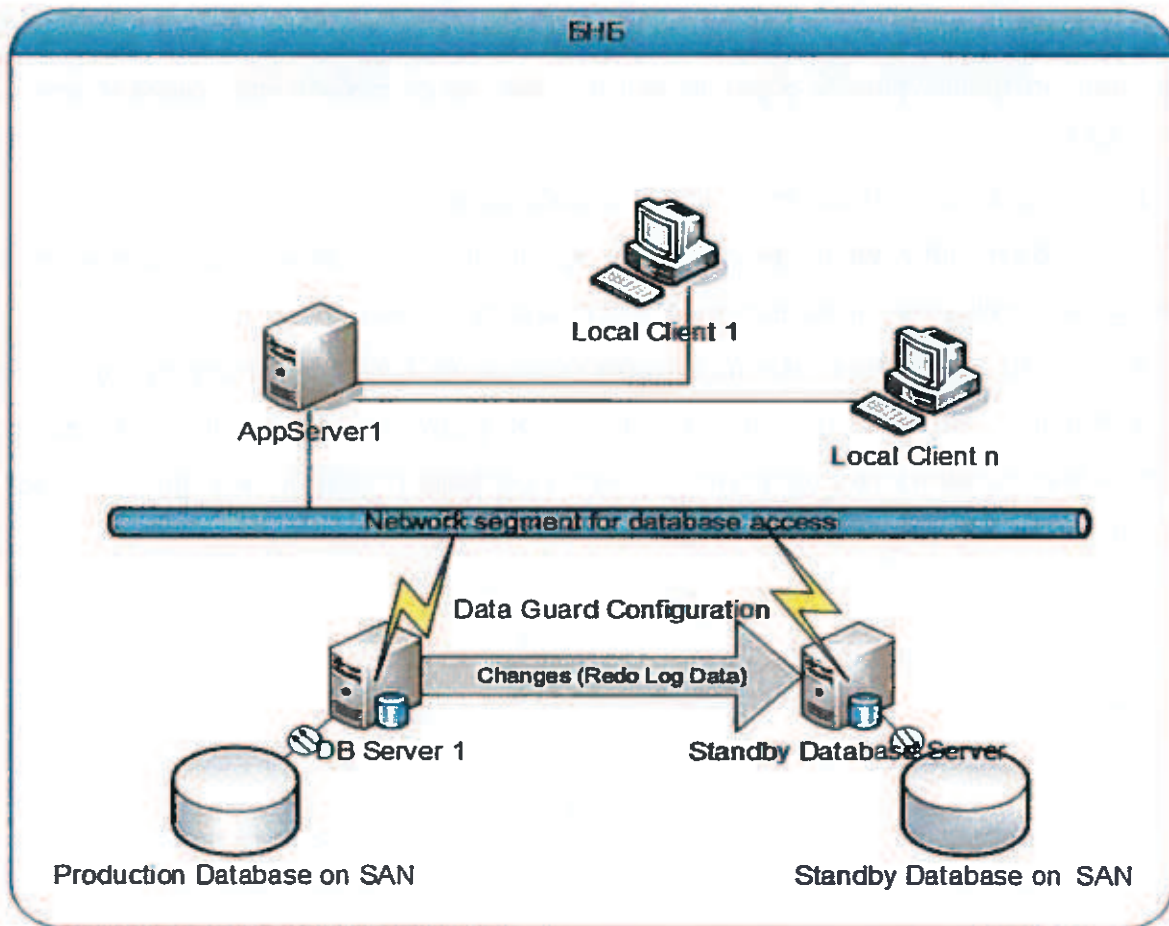 БНБ
Local Client 1
AppServer1
Local Client n
Network segment for database access
Data Guard Configuration
Changes (Redo Log Data)
DB Server 1
Standby Database Server
Production Database on SAN
Standby Database on SAN